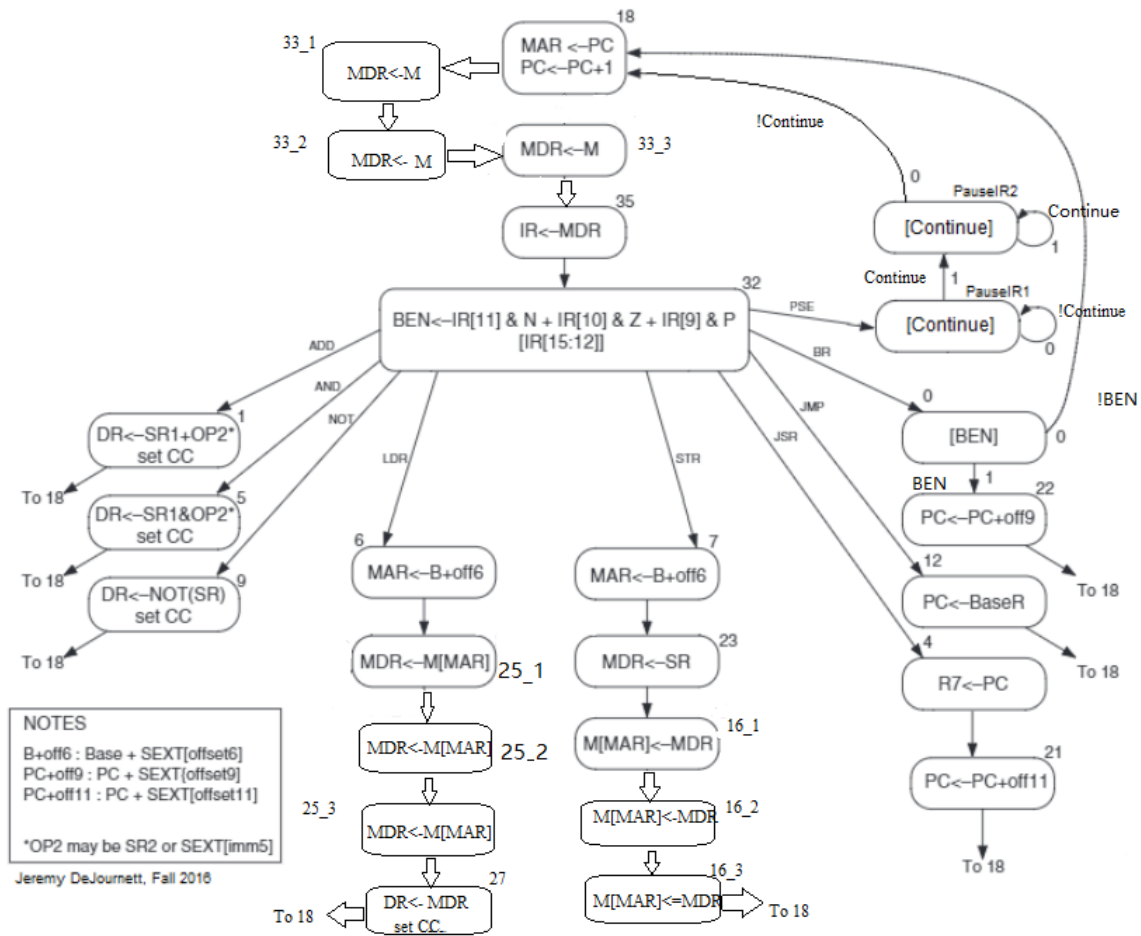 18
33_1
MAR <–PC
PC<–PC+1
MDR<-M
!Continue
33_2
MDR<- M
MDR<–M
33_3
0
PauseIR2
35
IR<–MDR
[Continue]
Continue
1
Continue
1
PauseIR1
32
BEN<–IR[11] & N + IR[10] & Z + IR[9] & P
[IR[15:12]]
PSE
[Continue]
!Continue
0
ADD
BR
AND
NOT
0
!BEN
JMP
1
DR<–SR1+OP2*
set CC
[BEN]
0
JSR
LDR
STR
To 18
BEN
1
22
5
DR<–SR1&OP2*
set CC
PC<–PC+off9
6
7
12
To 18
9
To 18
MAR<–B+off6
MAR<–B+off6
DR<–NOT(SR)
set CC
PC<–BaseR
4
23
To 18
MDR<–M[MAR]
25_1
MDR<–SR
To 18
R7<–PC
NOTES
16_1
B+off6 : Base + SEXT[offset6]
PC+off9 : PC + SEXT[offset9]
PC+off11 : PC + SEXT[offset11]
*OP2 may be SR2 or SEXT[imm5]
MDR<-M[MAR]
25_2
M[MAR]<–MDR
21
PC<–PC+off11
25_3
MDR<-M[MAR]
M[MAR]<-MDR
16_2
To 18
Jeremy DeJournett, Fall 2016
27
16_3
DR<- MDR
set CC
To 18
M[MAR]<=MDR
To 18